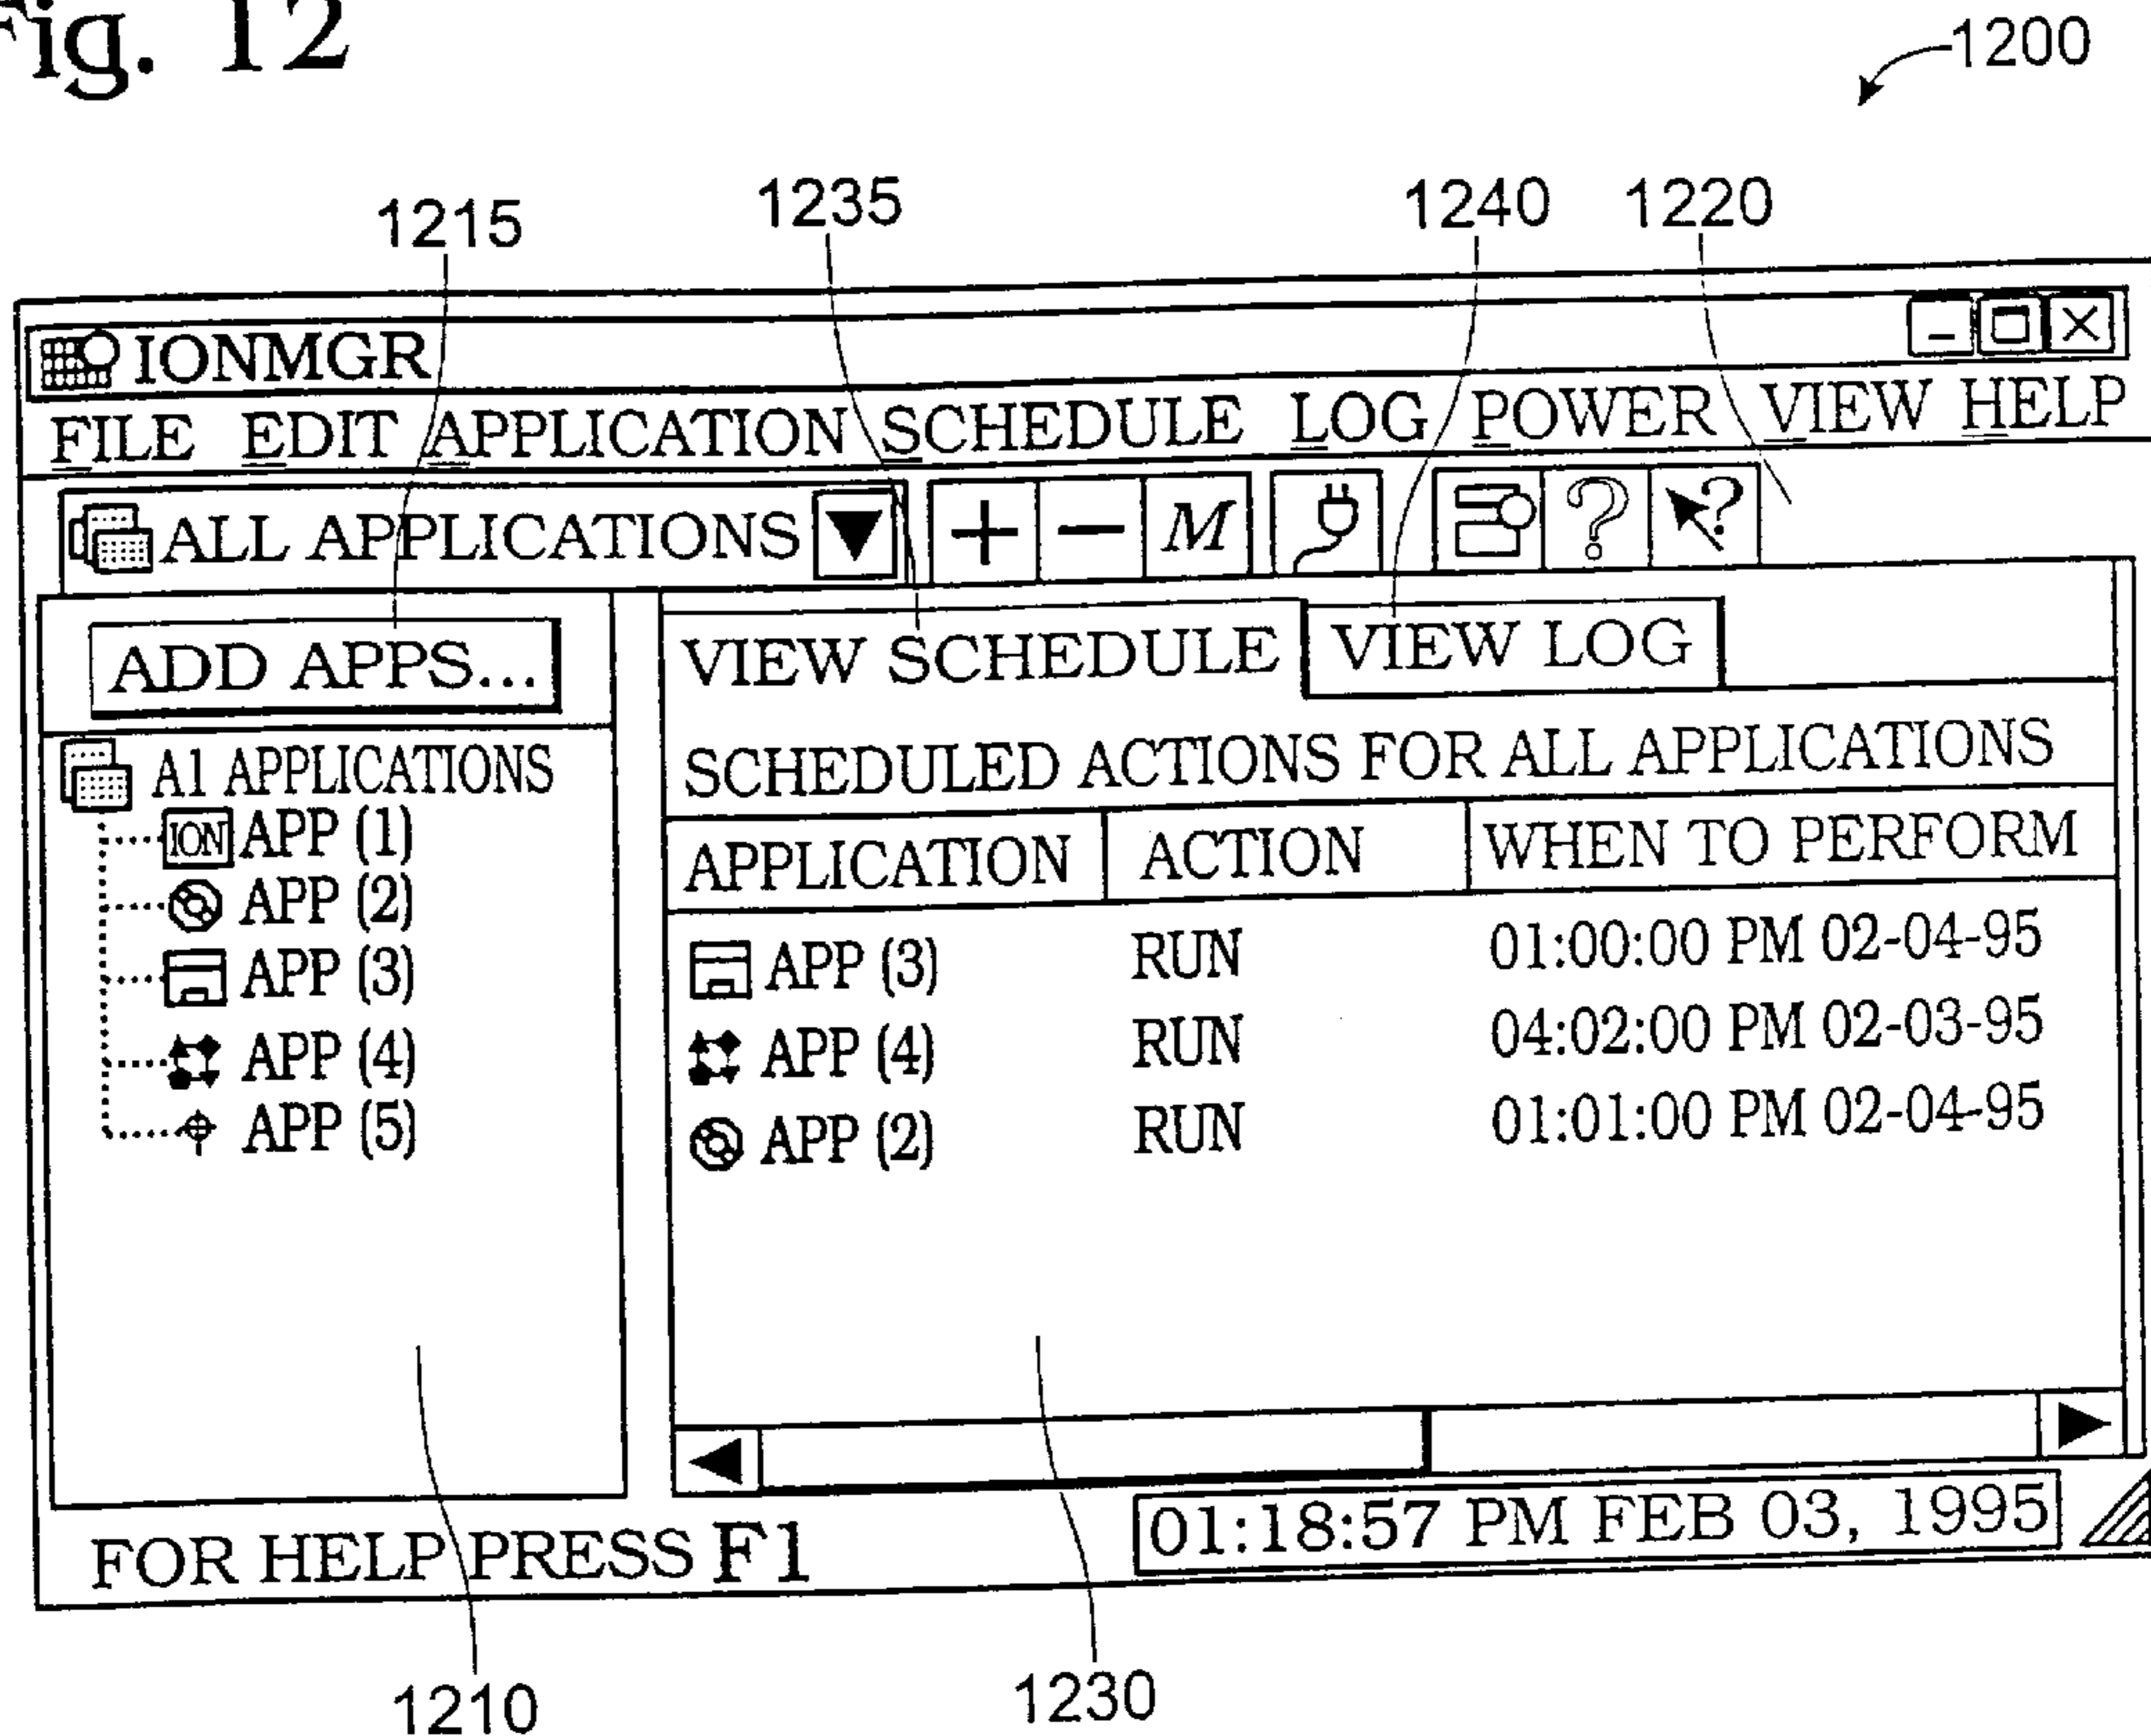 Fig. 12
1200
1215 1235 1240 1220
IONMGR
FILE EDIT APPLICATION SCHEDULE LOG POWER VIEW HELP
ALL APPLICATIONS + − M ? ?
ADD APPS...
A1 APPLICATIONS
ION APP (1)
APP (2)
APP (3)
APP (4)
APP (5)
VIEW SCHEDULE VIEW LOG
SCHEDULED ACTIONS FOR ALL APPLICATIONS
APPLICATION ACTION WHEN TO PERFORM
APP (3) RUN 01:00:00 PM 02-04-95
APP (4) RUN 04:02:00 PM 02-03-95
APP (2) RUN 01:01:00 PM 02-04-95
FOR HELP PRESS F1
01:18:57 PM FEB 03, 1995
1210 1230